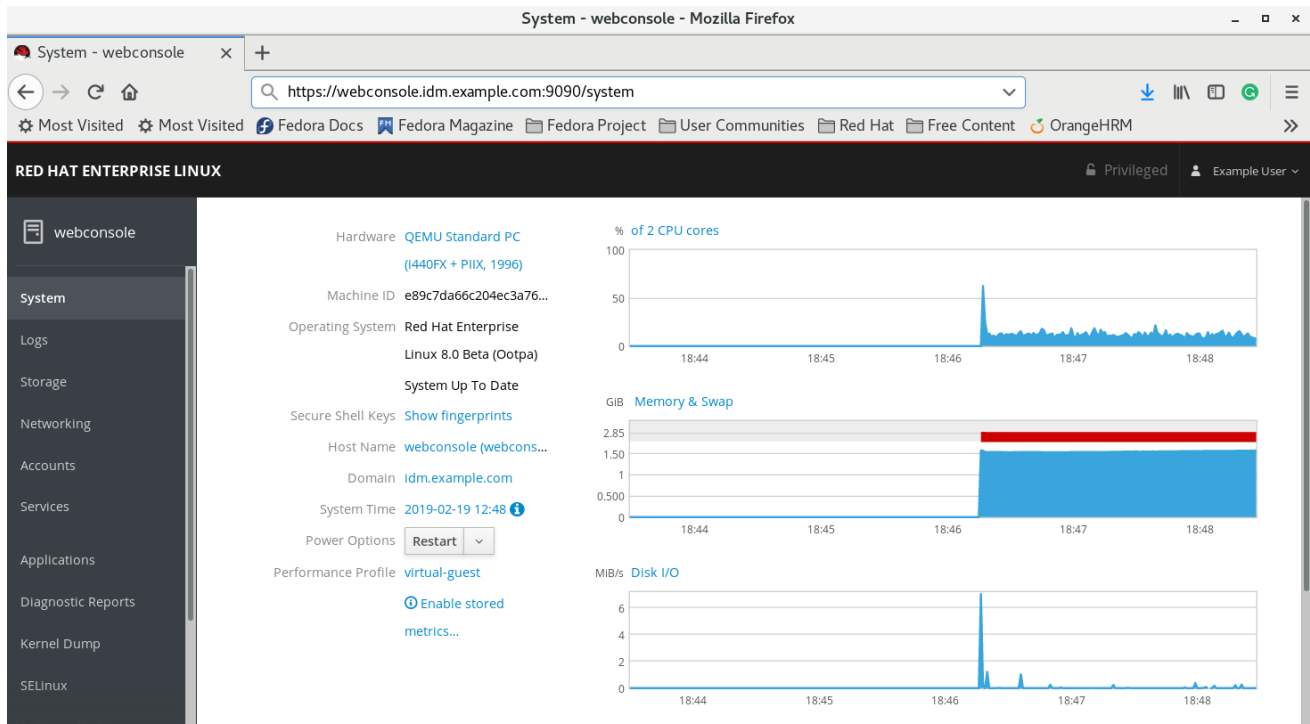 System - webconsole - Mozilla Firefox
System - webconsole
https://webconsole.idm.example.com:9090/system
Most Visited Most Visited Fedora Docs Fedora Magazine Fedora Project User Communities Red Hat Free Content OrangeHRM
RED HAT ENTERPRISE LINUX
Privileged
Example User
webconsole
System
Logs
Storage
Networking
Accounts
Services
Applications
Diagnostic Reports
Kernel Dump
SELinux
Hardware QEMU Standard PC
(i440FX + PIIX, 1996)
Machine ID e89c7da66c204ec3a76...
Operating System Red Hat Enterprise
Linux 8.0 Beta (Ootpa)
System Up To Date
Secure Shell Keys Show fingerprints
Host Name webconsole (webcons...
Domain idm.example.com
System Time 2019-02-19 12:48
Power Options Restart
Performance Profile virtual-guest
Enable stored
metrics...
% of 2 CPU cores
100
50
0
18:44 18:45 18:46 18:47 18:48
GiB Memory & Swap
2.85
1.50
1
0.500
0
18:44 18:45 18:46 18:47 18:48
MiB/s Disk I/O
6
4
2
0
18:44 18:45 18:46 18:47 18:48